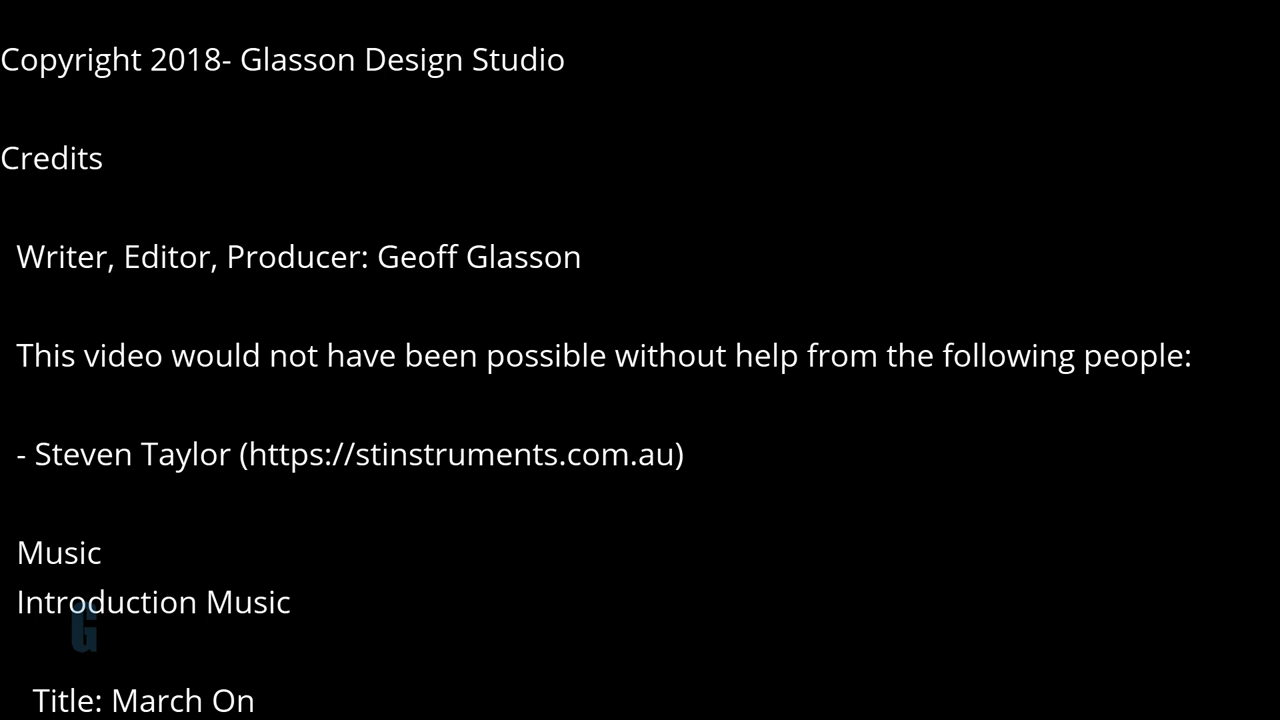 Copyright 2018- Glasson Design Studio
Credits
Writer, Editor, Producer: Geoff Glasson
This video would not have been possible without help from the following people:
- Steven Taylor (https://stinstruments.com.au)
Music
Introduction Music
G
Title: March On